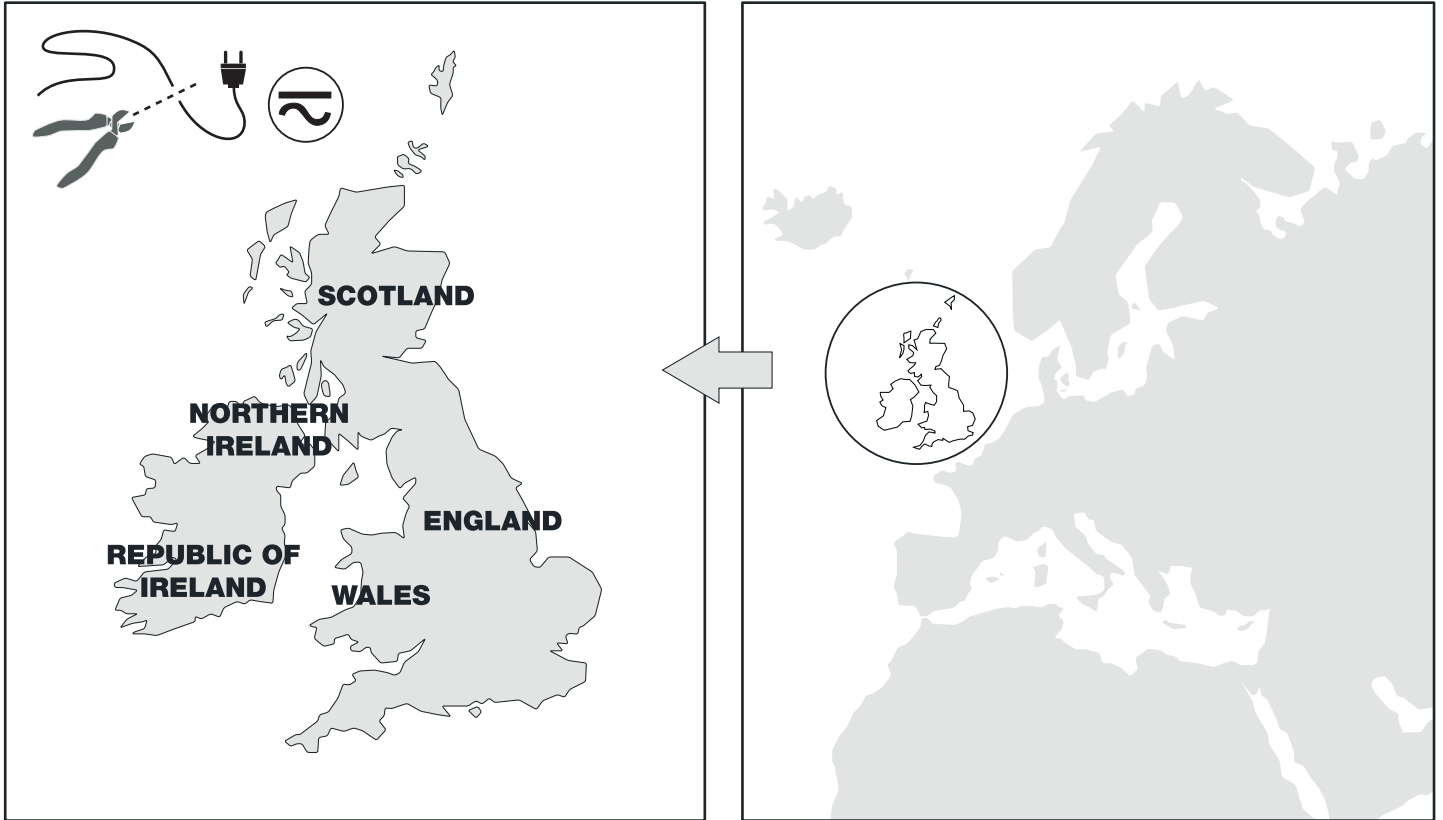 SCOTLAND
NORTHERN
IRELAND
ENGLAND
REPUBLIC OF
IRELAND
WALES